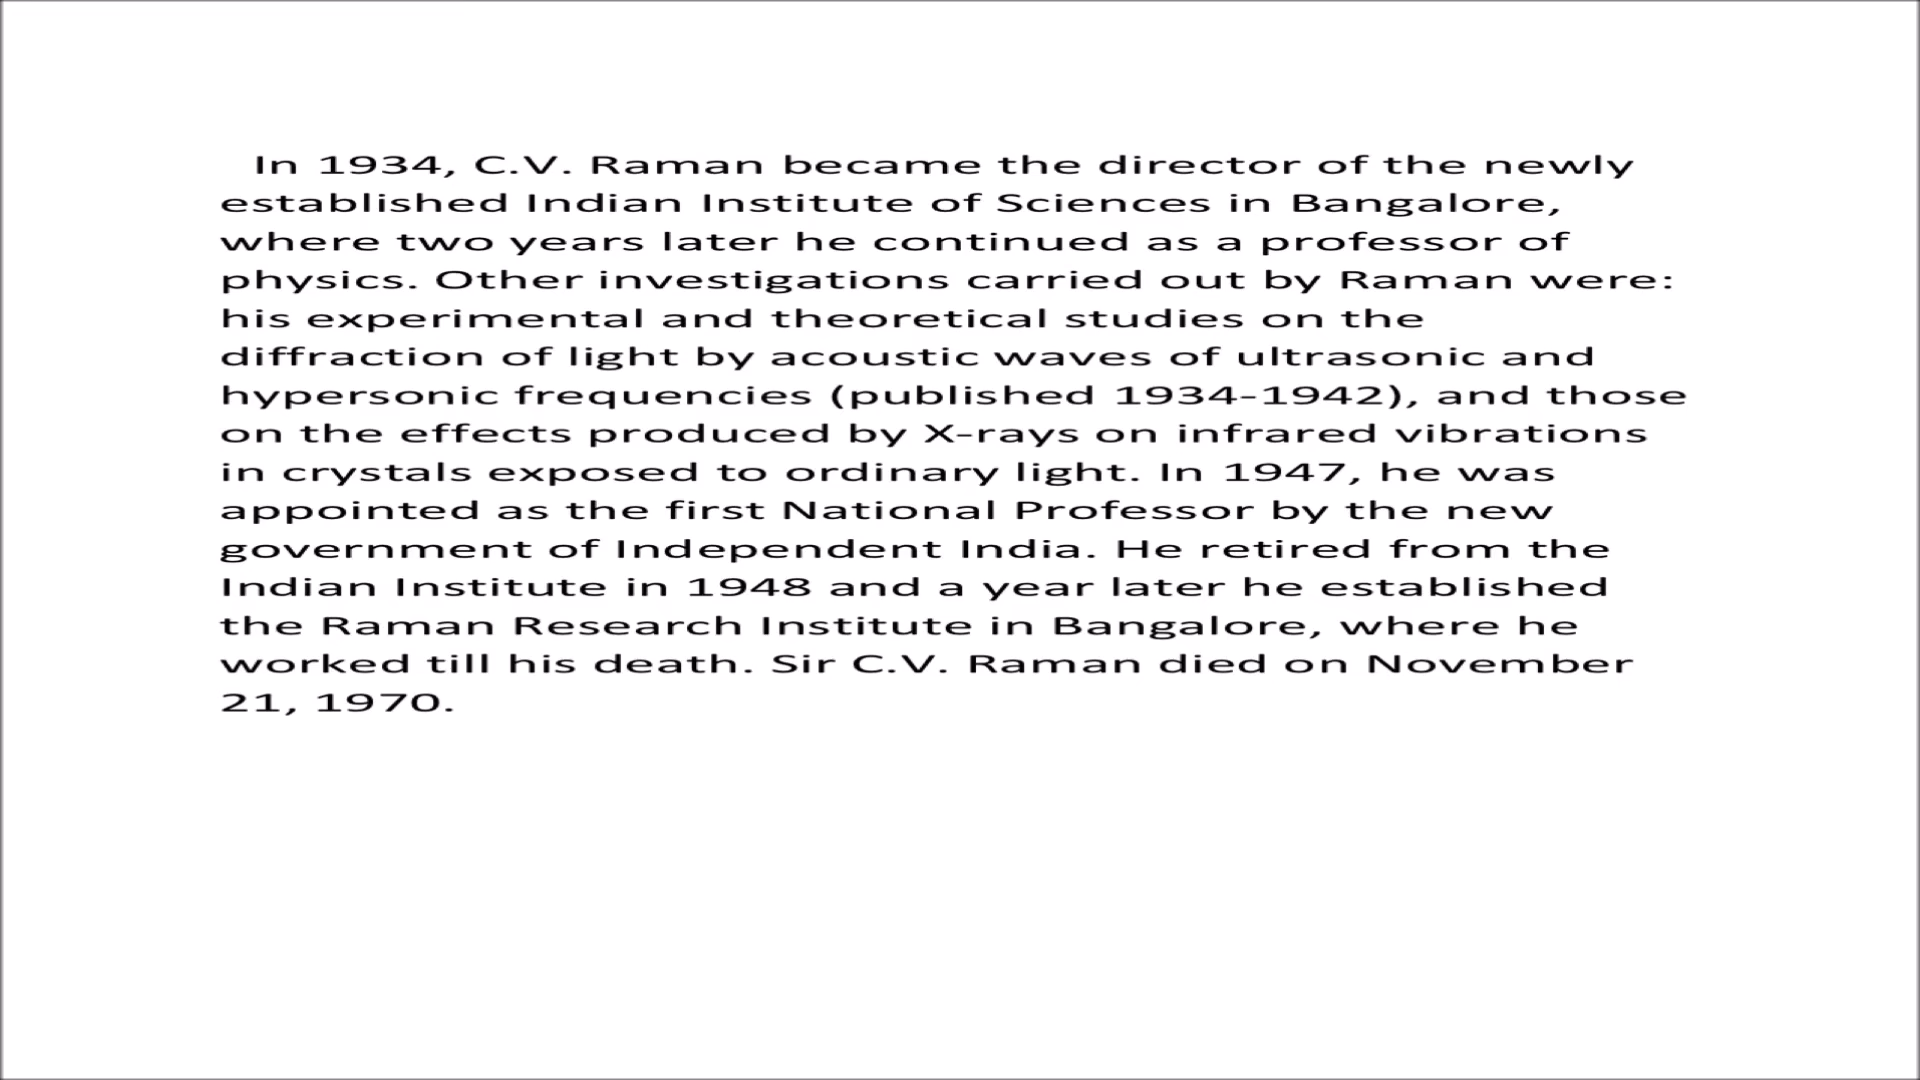 In 1934, C.V. Raman became the director of the newly
established Indian Institute of Sciences in Bangalore,
where two years later he continued as a professor of
physics. Other investigations carried out by Raman were:
his experimental and theoretical studies on the
diffraction of light by acoustic waves of ultrasonic and
hypersonic frequencies (published 1934-1942), and those
on the effects produced by X-rays on infrared vibrations
in crystals exposed to ordinary light. In 1947, he was
appointed as the first National Professor by the new
government of Independent India. He retired from the
Indian Institute in 1948 and a year later he established
the Raman Research Institute in Bangalore, where he
worked till his death. Sir C.V. Raman died on November
21, 1970.